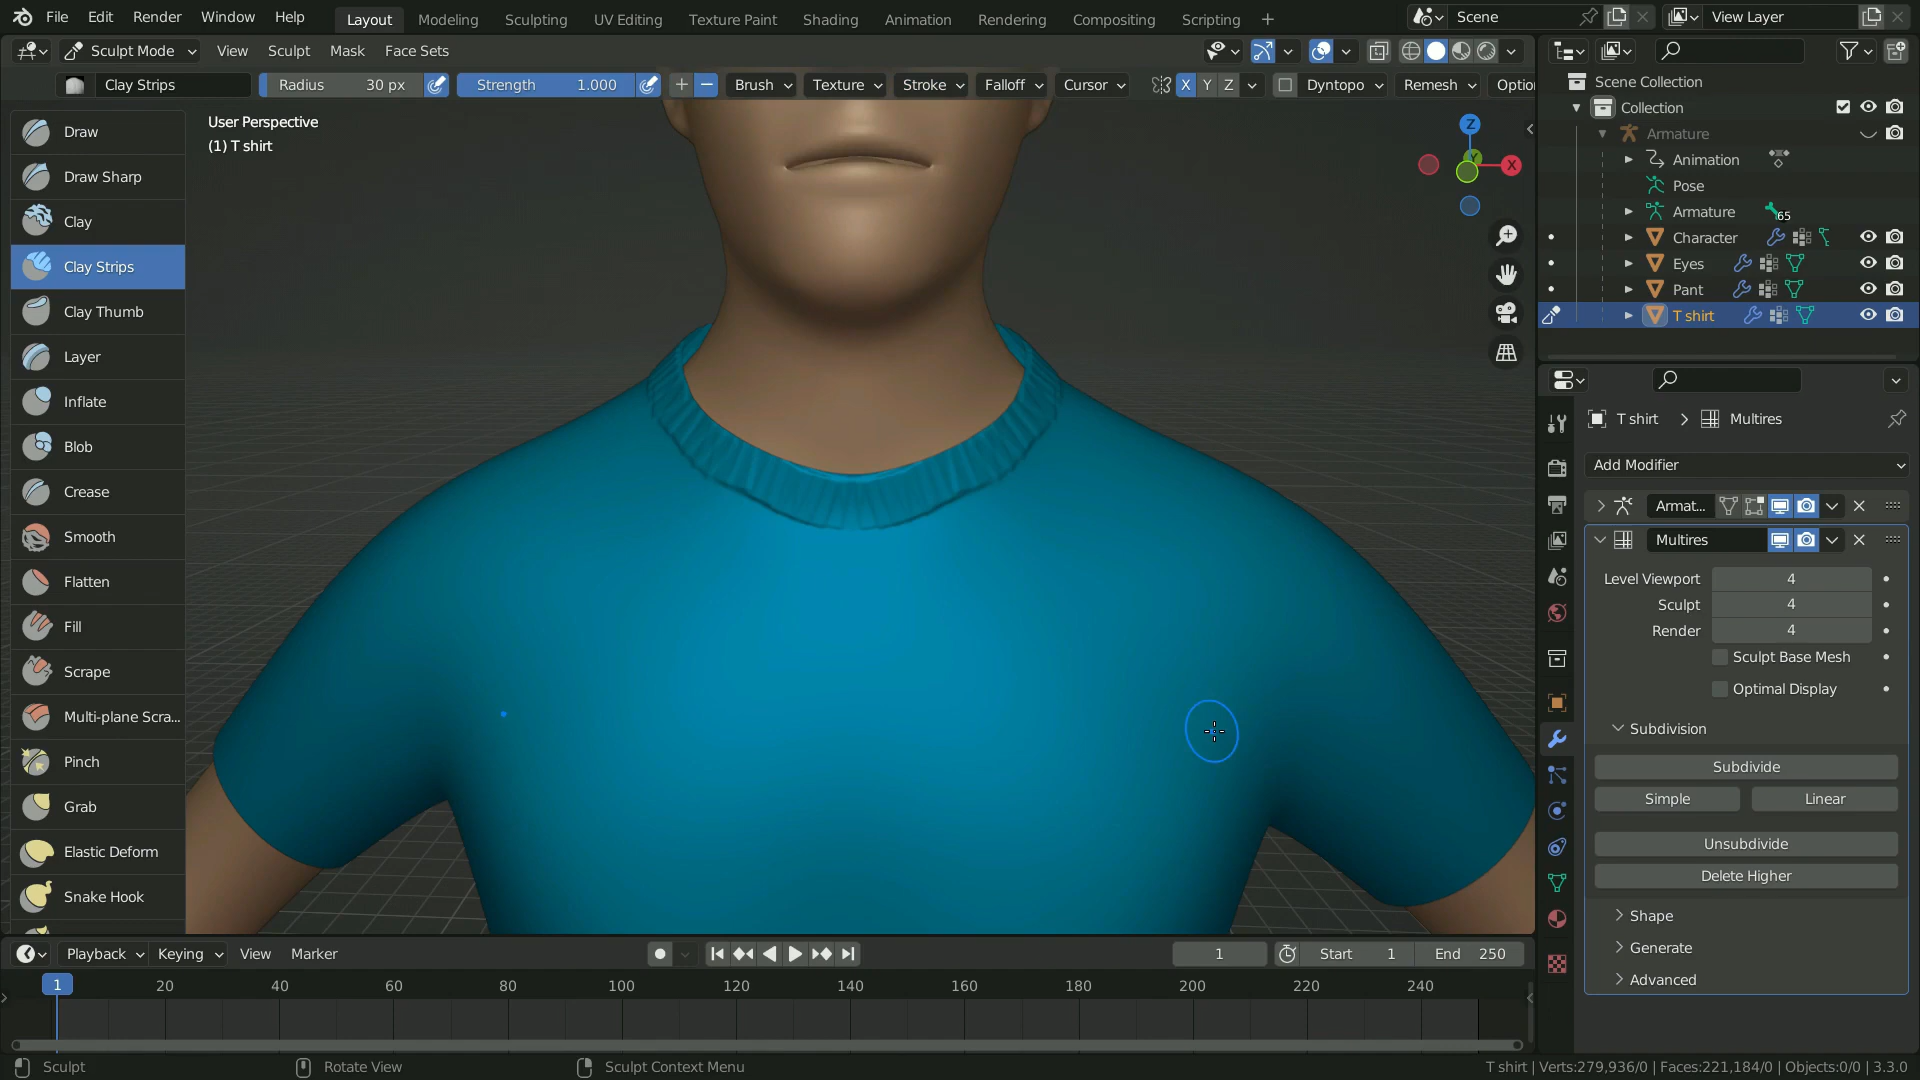 File Edit Render Window Help Layout Modeling Sculpting UV Editing Texture Paint Shading Animation Rendering Compositing Scripting + Scene View Layer
Sculpt Mode View Sculpt Mask Face Sets
Clay Strips Radius 30 px Strength 1.000 Brush Texture Stroke Falloff Cursor X Y Z Dyntopo Remesh Optio
User Perspective
(1) T shirt
Z
X
Draw
Draw Sharp
Clay
Clay Strips
Clay Thumb
Layer
Inflate
Blob
Crease
Smooth
Flatten
Fill
Scrape
Multi-plane Scra...
Pinch
Grab
Elastic Deform
Snake Hook
Scene Collection
Collection
Armature
Animation
Pose
Armature 65
Character
Eyes
Pant
T shirt
T shirt > Multires
Add Modifier
Armat...
Multires
Level Viewport 4
Sculpt 4
Render 4
Sculpt Base Mesh
Optimal Display
Subdivision
Subdivide
Simple Linear
Unsubdivide
Delete Higher
Shape
Generate
Advanced
Playback Keying View Marker 1 Start 1 End 250
1 20 40 60 80 100 120 140 160 180 200 220 240
Sculpt Rotate View Sculpt Context Menu T shirt | Verts:279,936/0 | Faces:221,184/0 | Objects:0/0 | 3.3.0